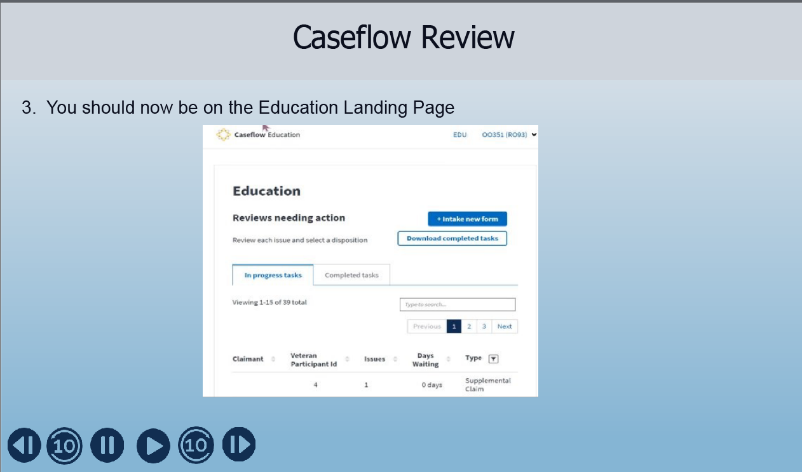 Caseflow Review
3. You should now be on the Education Landing Page
Caseflow Education EDU OO351 (RO93)
Education
Reviews needing action
+ Intake new form
Review each issue and select a disposition
Download completed tasks
In progress tasks Completed tasks
Viewing 1-15 of 39 total
Type to search...
Previous 1 2 3 Next
Claimant Veteran Participant Id Issues Days Waiting Type
4 1 0 days Supplemental Claim
10 10